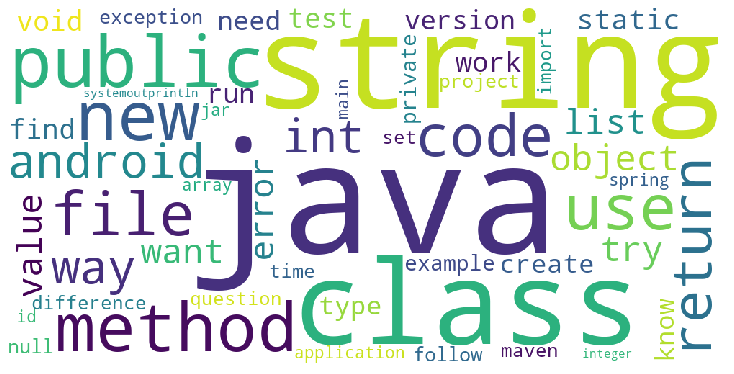 void
exception
need
test
version
static
public
string
systemoutprintln
run
jar
main
private
work
project
import
find
new
int
set
code
list
android
java
error
array
object
spring
value
file
use
return
way
want
time
example
create
try
difference
method
question
type
class
know
id
null
application
follow
maven
integer